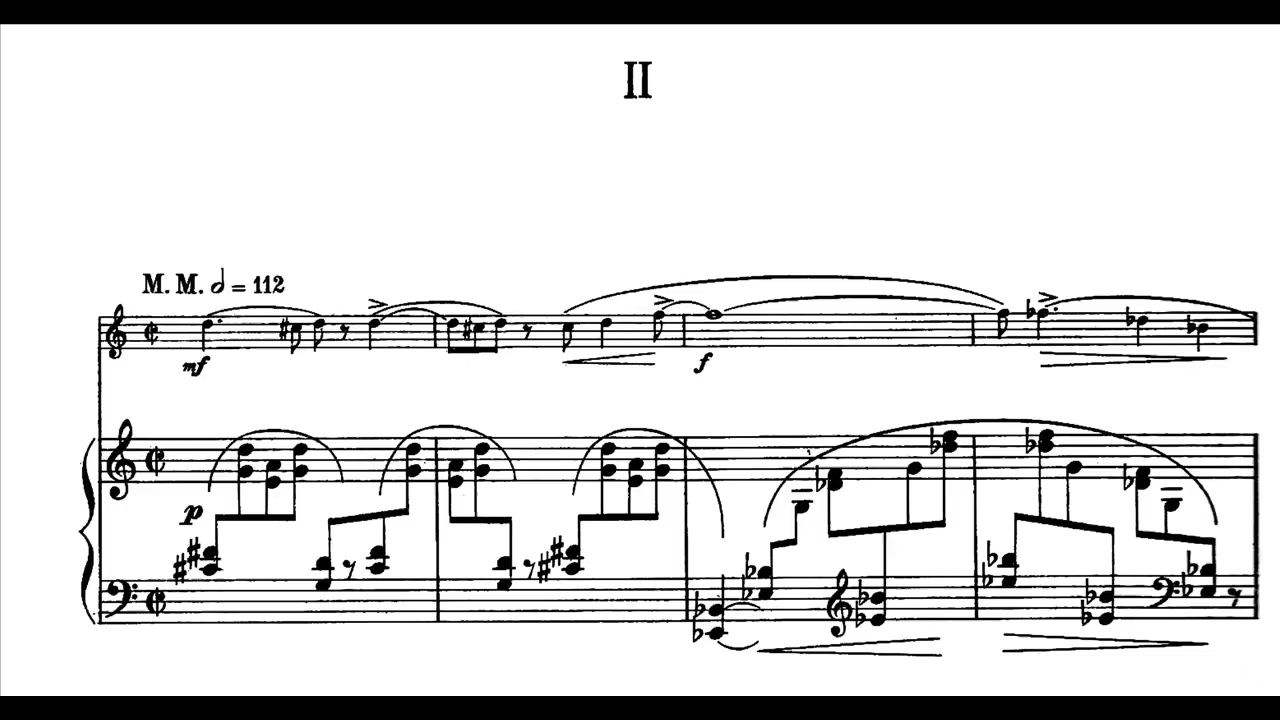 II
M. M. 𝅗𝅥 = 112
mf
f
p